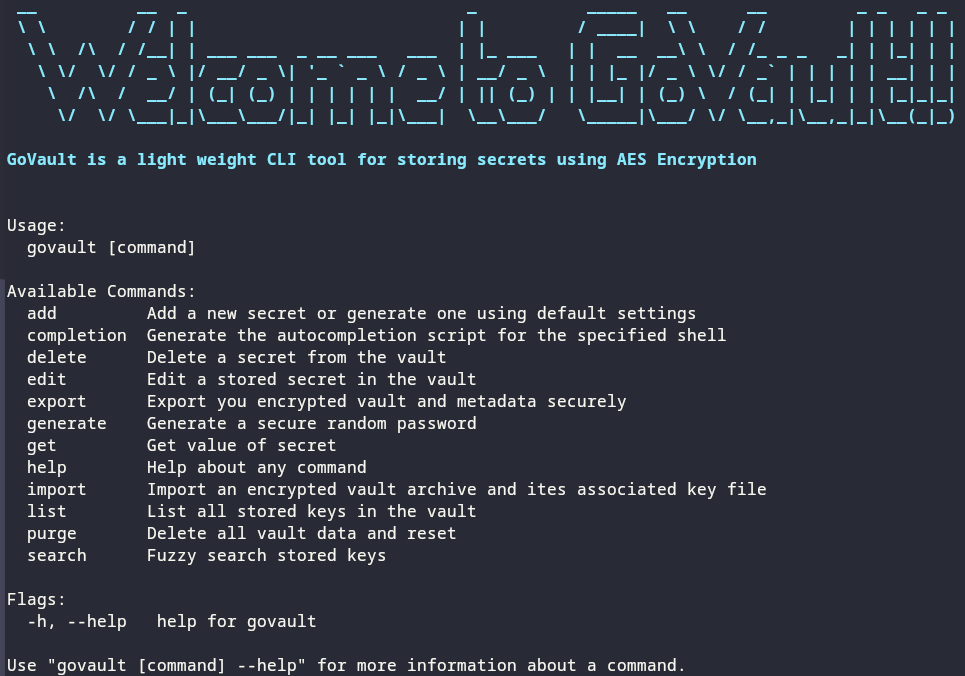 Welcome to GoVault!!
GoVault is a light weight CLI tool for storing secrets using AES Encryption
Usage:
govault [command]
Available Commands:
add Add a new secret or generate one using default settings
completion Generate the autocompletion script for the specified shell
delete Delete a secret from the vault
edit Edit a stored secret in the vault
export Export you encrypted vault and metadata securely
generate Generate a secure random password
get Get value of secret
help Help about any command
import Import an encrypted vault archive and ites associated key file
list List all stored keys in the vault
purge Delete all vault data and reset
search Fuzzy search stored keys
Flags:
-h, --help help for govault
Use "govault [command] --help" for more information about a command.